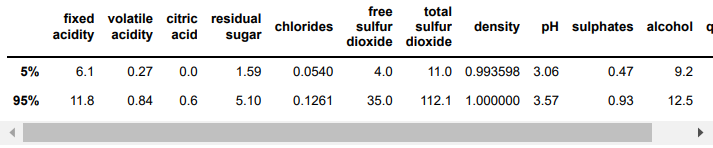 fixed acidity volatile acidity citric acid residual sugar chlorides free sulfur dioxide total sulfur dioxide density pH sulphates alcohol q
5% 6.1 0.27 0.0 1.59 0.0540 4.0 11.0 0.993598 3.06 0.47 9.2
95% 11.8 0.84 0.6 5.10 0.1261 35.0 112.1 1.000000 3.57 0.93 12.5